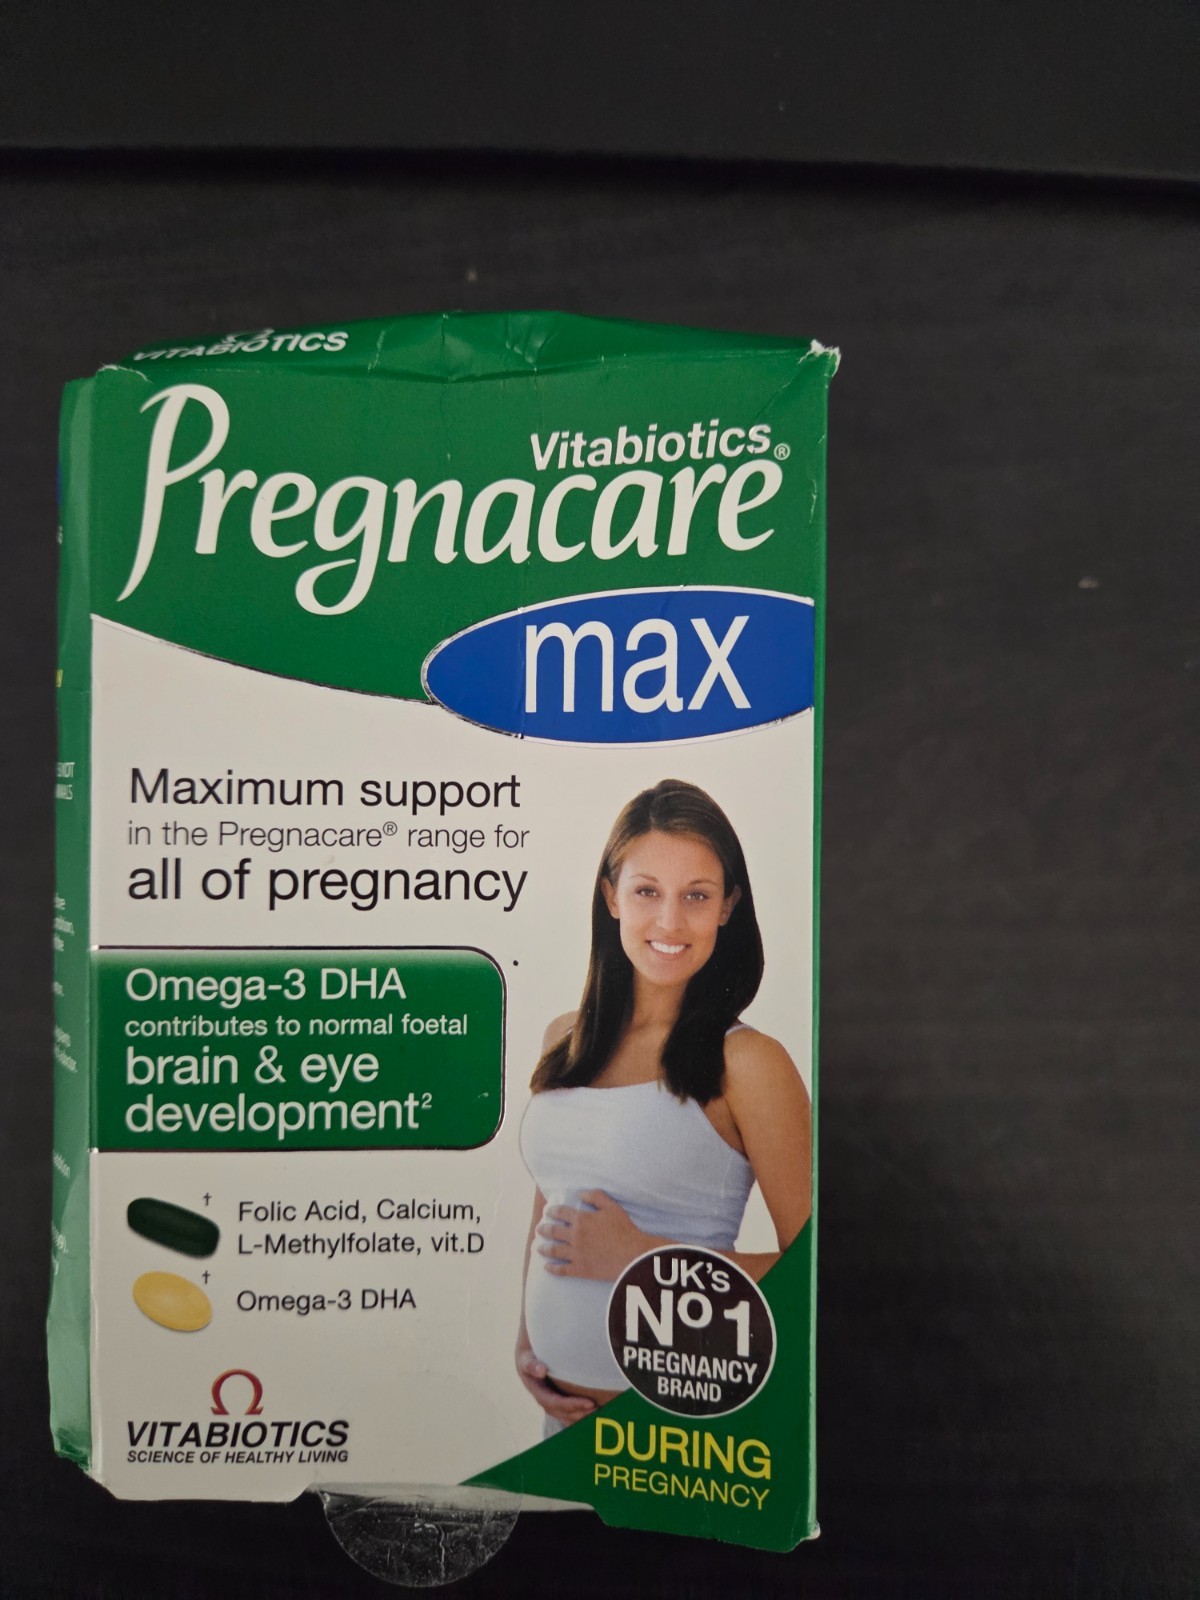 VITABIOTICS
Vitabiotics
Pregnacare®
max
Maximum support
in the Pregnacare® range for
all of pregnancy
Omega-3 DHA
contributes to normal foetal
brain & eye
development²
†
Folic Acid, Calcium,
L-Methylfolate, vit.D
†
Omega-3 DHA
UK's
Nº1
PREGNANCY
BRAND
VITABIOTICS
SCIENCE OF HEALTHY LIVING
DURING
PREGNANCY